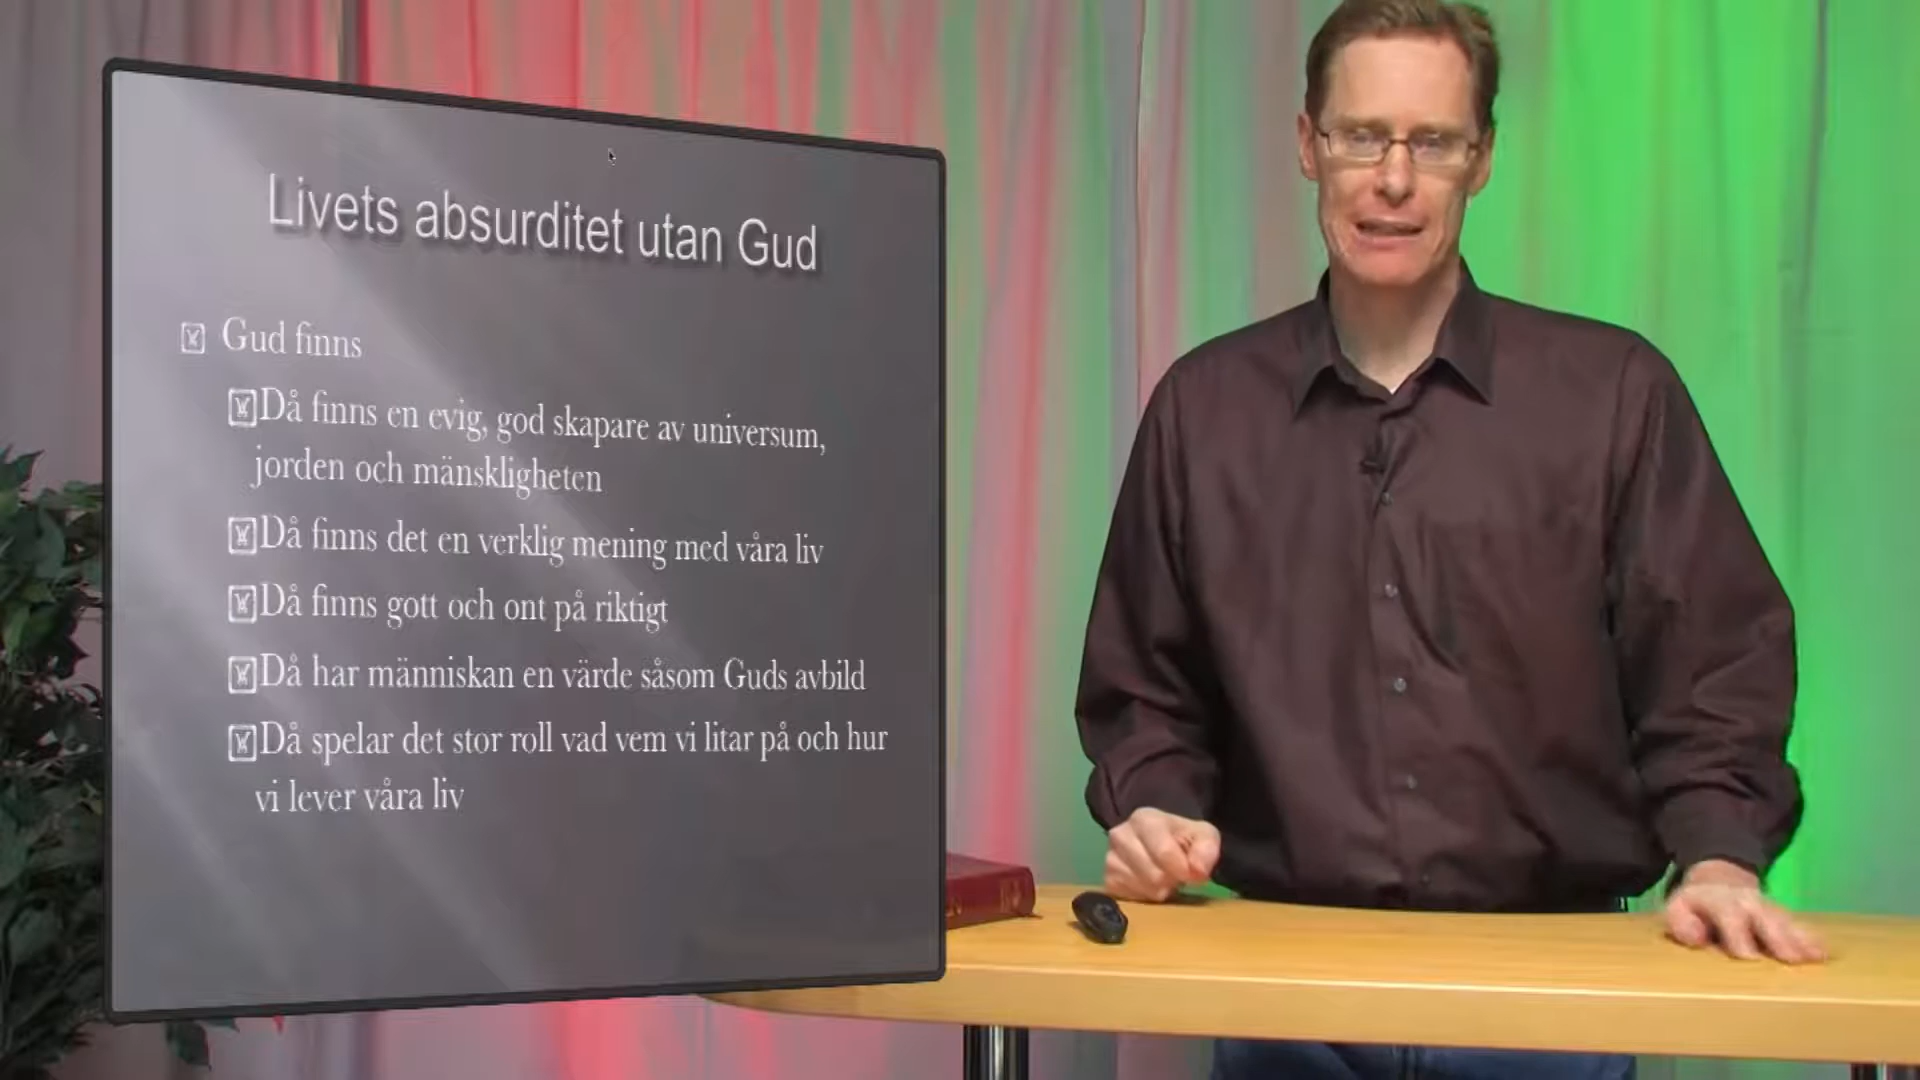 Livets absurditet utan Gud
Gud finns
Då finns en evig, god skapare av universum,
jorden och mänskligheten
Då finns det en verklig mening med våra liv
Då finns gott och ont på riktigt
Då har människan en värde såsom Guds avbild
Då spelar det stor roll vad vem vi litar på och hur
vi lever våra liv